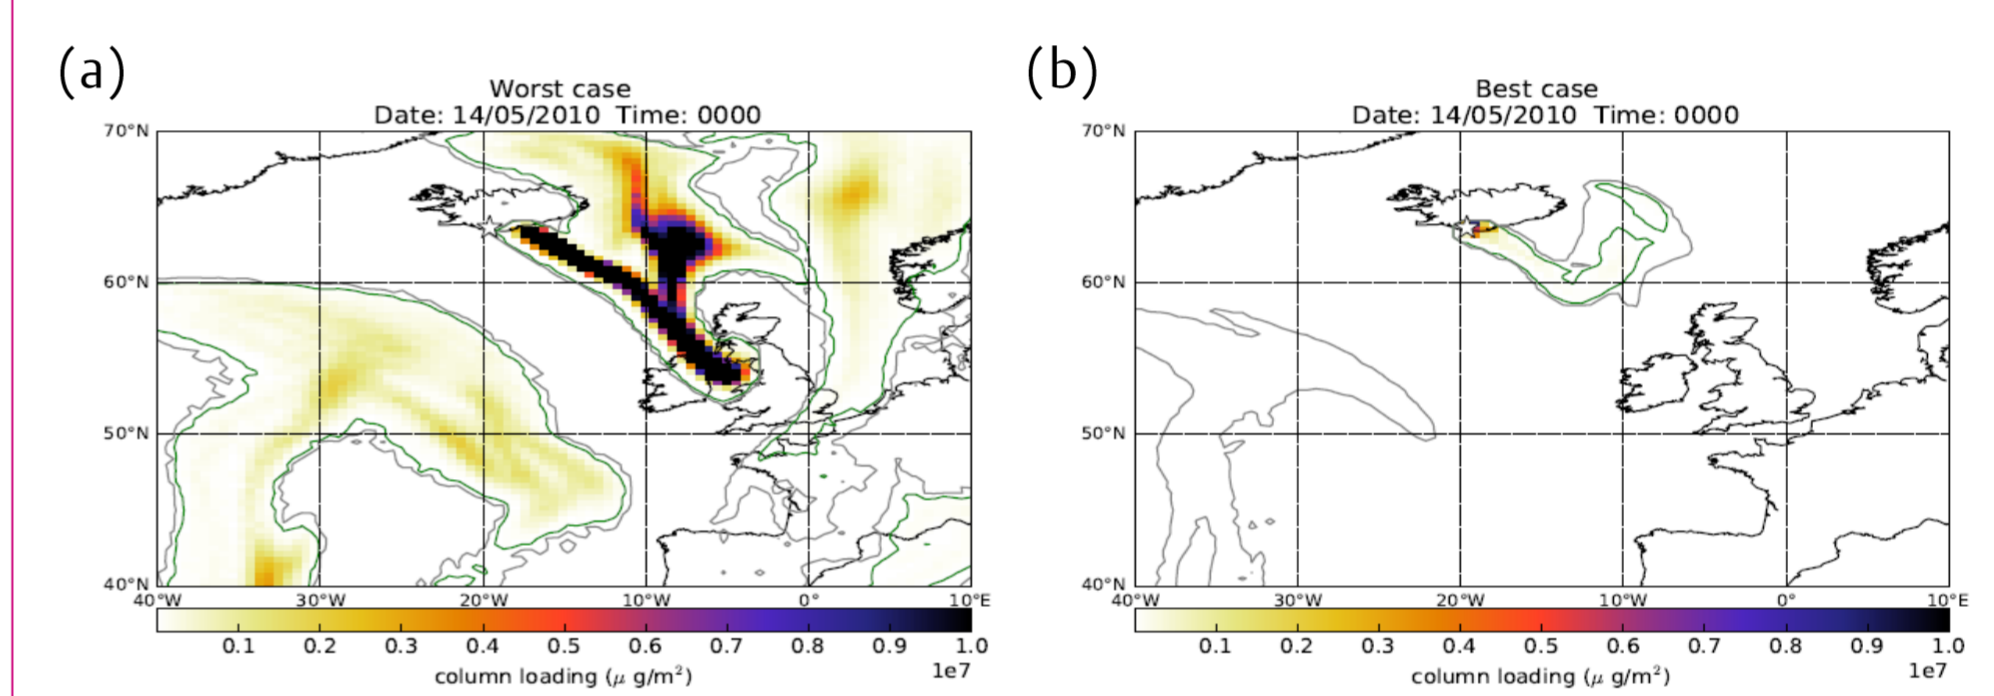 (a)
Worst case
Date: 14/05/2010 Time: 0000
70°N
60°N
50°N
40°N
40°W 30°W 20°W 10°W 0° 10°E
0.1 0.2 0.3 0.4 0.5 0.6 0.7 0.8 0.9 1.0
1e7
column loading (μ g/m²)
(b)
Best case
Date: 14/05/2010 Time: 0000
70°N
60°N
50°N
40°N
40°W 30°W 20°W 10°W 0° 10°E
0.1 0.2 0.3 0.4 0.5 0.6 0.7 0.8 0.9 1.0
1e7
column loading (μ g/m²)